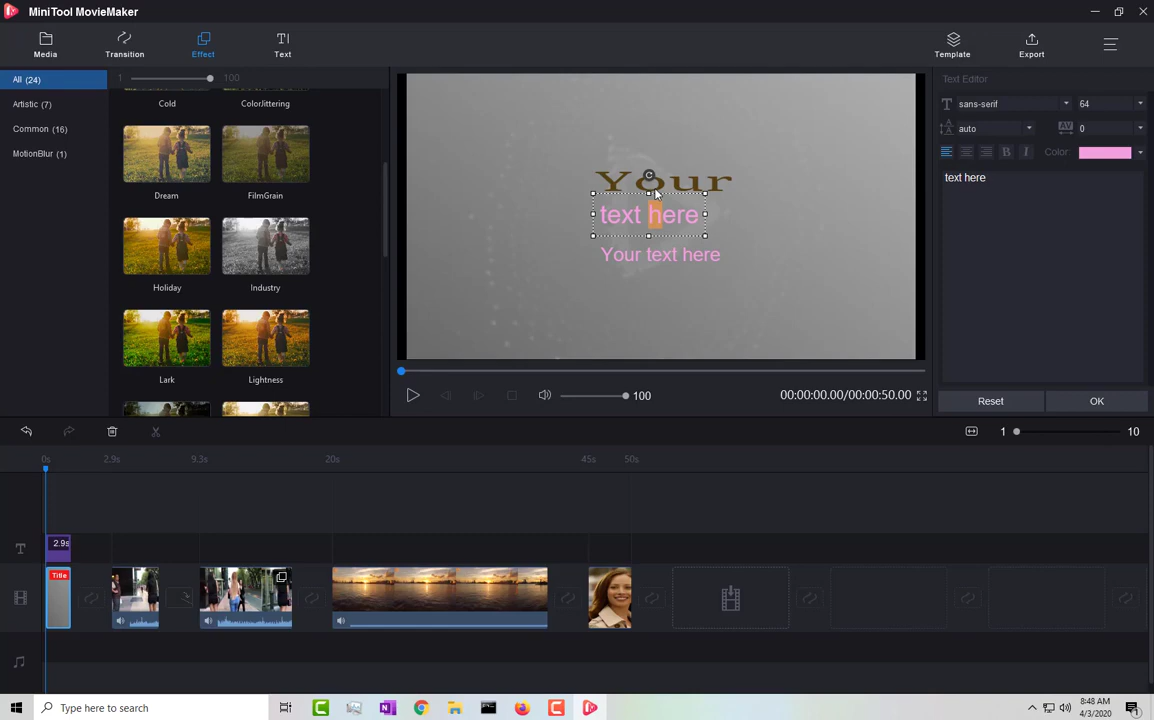 MiniTool MovieMaker
Media
Transition
Effect
Text
Template
Export
All (24)
Artistic (7)
Common (16)
MotionBlur (1)
1
100
Cold
ColorJittering
Dream
FilmGrain
Holiday
Industry
Lark
Lightness
Your
text here
Your text here
100
00:00:00.00/00:00:50.00
Text Editor
sans-serif
64
auto
AV
0
B
I
Color:
text here
Reset
OK
1
10
0s
2.9s
9.3s
20s
45s
50s
2.9s
Title
Type here to search
8:48 AM
4/3/2020